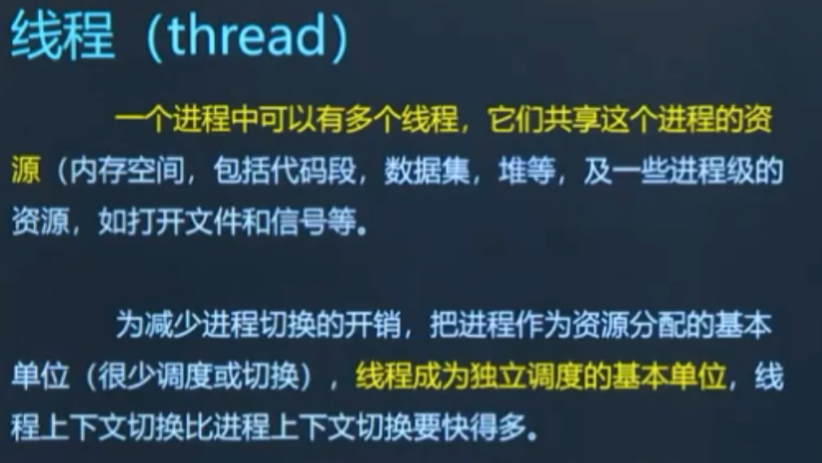 线程（thread）
一个进程中可以有多个线程，它们共享这个进程的资
源（内存空间，包括代码段，数据集，堆等，及一些进程级的
资源，如打开文件和信号等。
为减少进程切换的开销，把进程作为资源分配的基本
单位（很少调度或切换），线程成为独立调度的基本单位，线
程上下文切换比进程上下文切换要快得多。